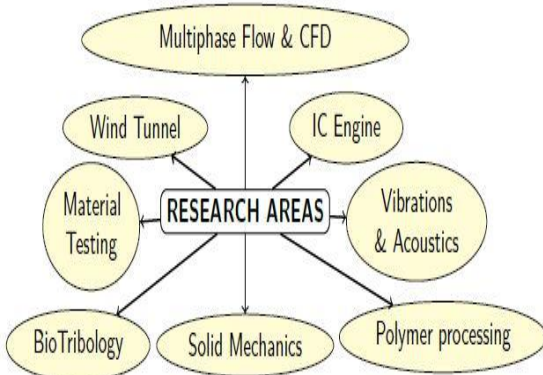 Multiphase Flow & CFD
Wind Tunnel
IC Engine
Material
Testing
RESEARCH AREAS
Vibrations
& Acoustics
BioTribology
Solid Mechanics
Polymer processing